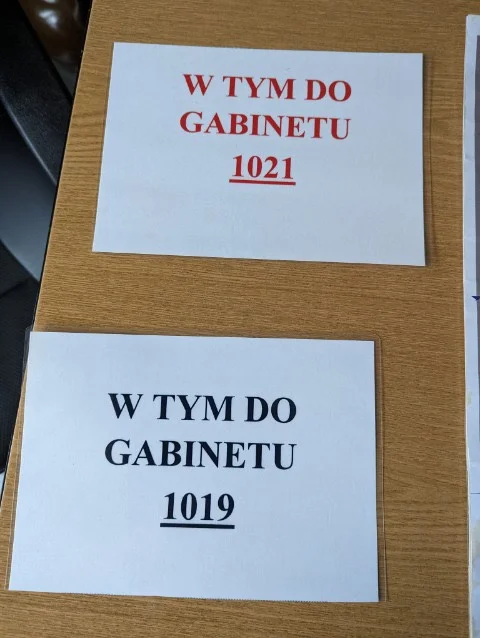 W TYM DO
GABINETU
1021
W TYM DO
GABINETU
1019